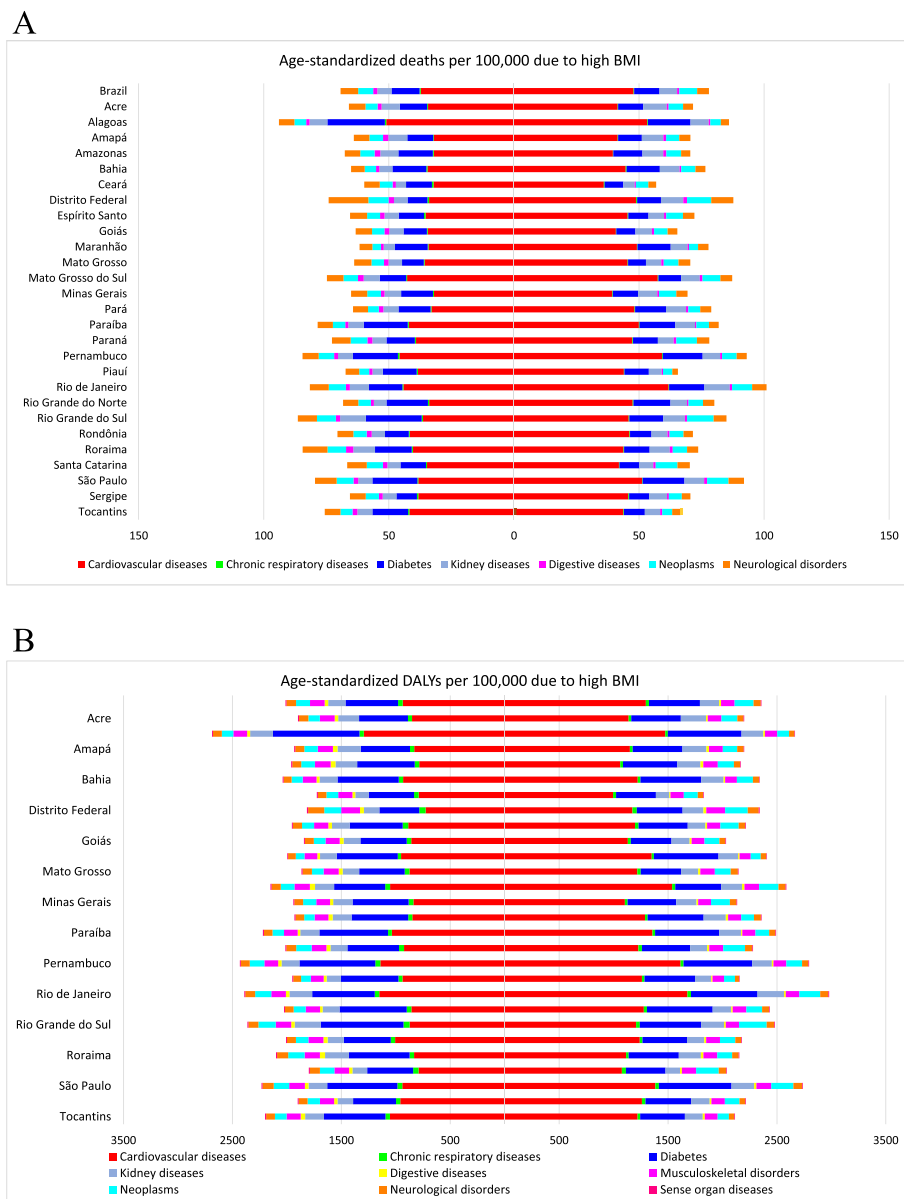 A
Age-standardized deaths per 100,000 due to high BMI
Brazil
Acre
Alagoas
Amapá
Amazonas
Bahia
Ceará
Distrito Federal
Espírito Santo
Goiás
Maranhão
Mato Grosso
Mato Grosso do Sul
Minas Gerais
Pará
Paraíba
Paraná
Pernambuco
Piauí
Rio de Janeiro
Rio Grande do Norte
Rio Grande do Sul
Rondônia
Roraima
Santa Catarina
São Paulo
Sergipe
Tocantins
150 100 50 0 50 100 150
Cardiovascular diseases Chronic respiratory diseases Diabetes Kidney diseases Digestive diseases Neoplasms Neurological disorders
B
Age-standardized DALYs per 100,000 due to high BMI
Acre
Amapá
Bahia
Distrito Federal
Goiás
Mato Grosso
Minas Gerais
Paraíba
Pernambuco
Rio de Janeiro
Rio Grande do Sul
Roraima
São Paulo
Tocantins
3500 2500 1500 500 500 1500 2500 3500
Cardiovascular diseases Chronic respiratory diseases Diabetes
Kidney diseases Digestive diseases Musculoskeletal disorders
Neoplasms Neurological disorders Sense organ diseases